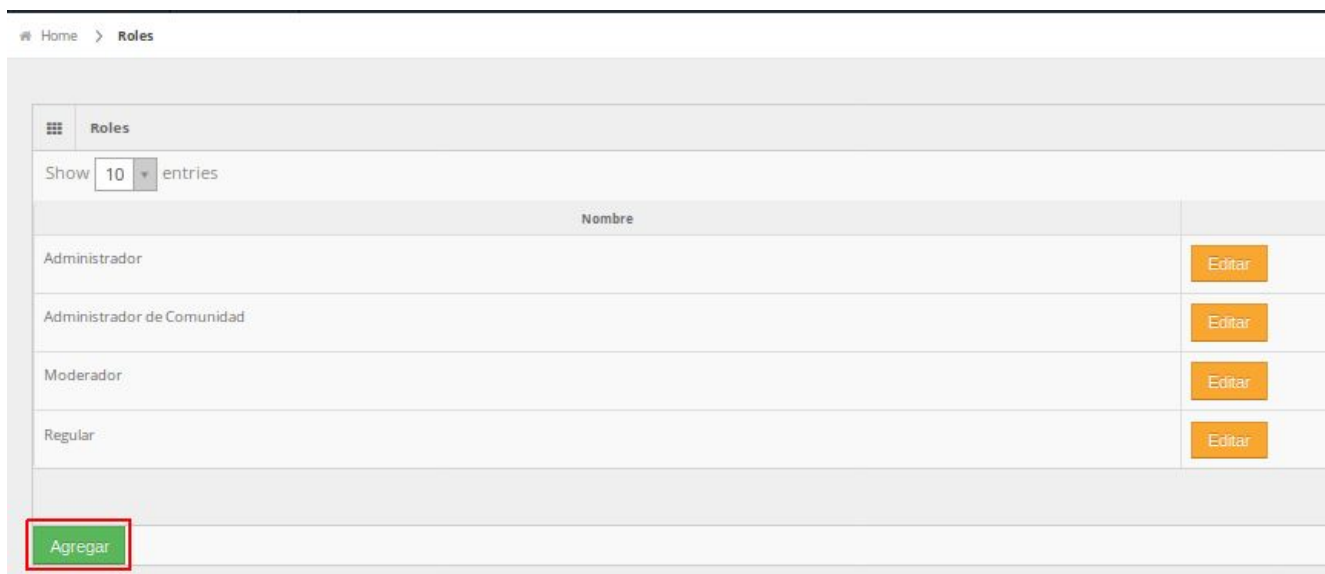 Home > Roles
Roles
Show 10 entries
Nombre
Administrador Editar
Administrador de Comunidad Editar
Moderador Editar
Regular Editar
Agregar